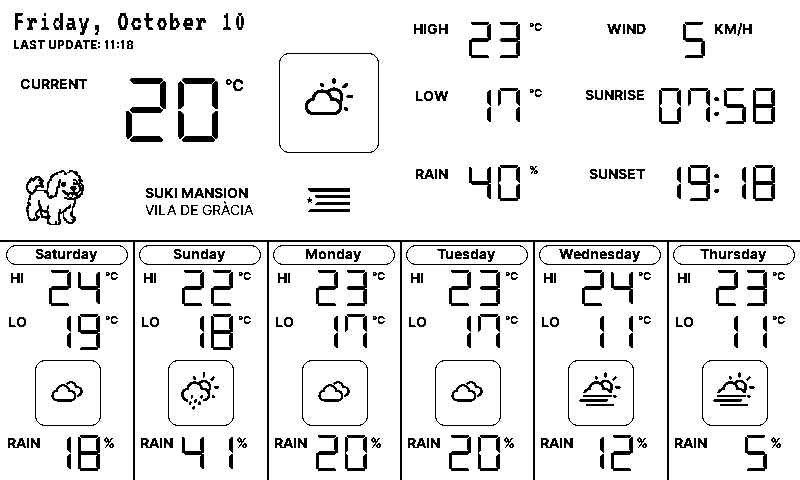 Friday, October 10
LAST UPDATE: 11:18
CURRENT 20 °C
HIGH 23 °C
WIND 5 KM/H
LOW 17 °C
SUNRISE 07:58
RAIN 40 %
SUNSET 19:18
SUKI MANSION
VILA DE GRÀCIA
Saturday
HI 24 °C
LO 19 °C
RAIN 18 %
Sunday
HI 22 °C
LO 18 °C
RAIN 41 %
Monday
HI 23 °C
LO 17 °C
RAIN 20 %
Tuesday
HI 23 °C
LO 17 °C
RAIN 20 %
Wednesday
HI 24 °C
LO 11 °C
RAIN 12 %
Thursday
HI 23 °C
LO 11 °C
RAIN 5 %